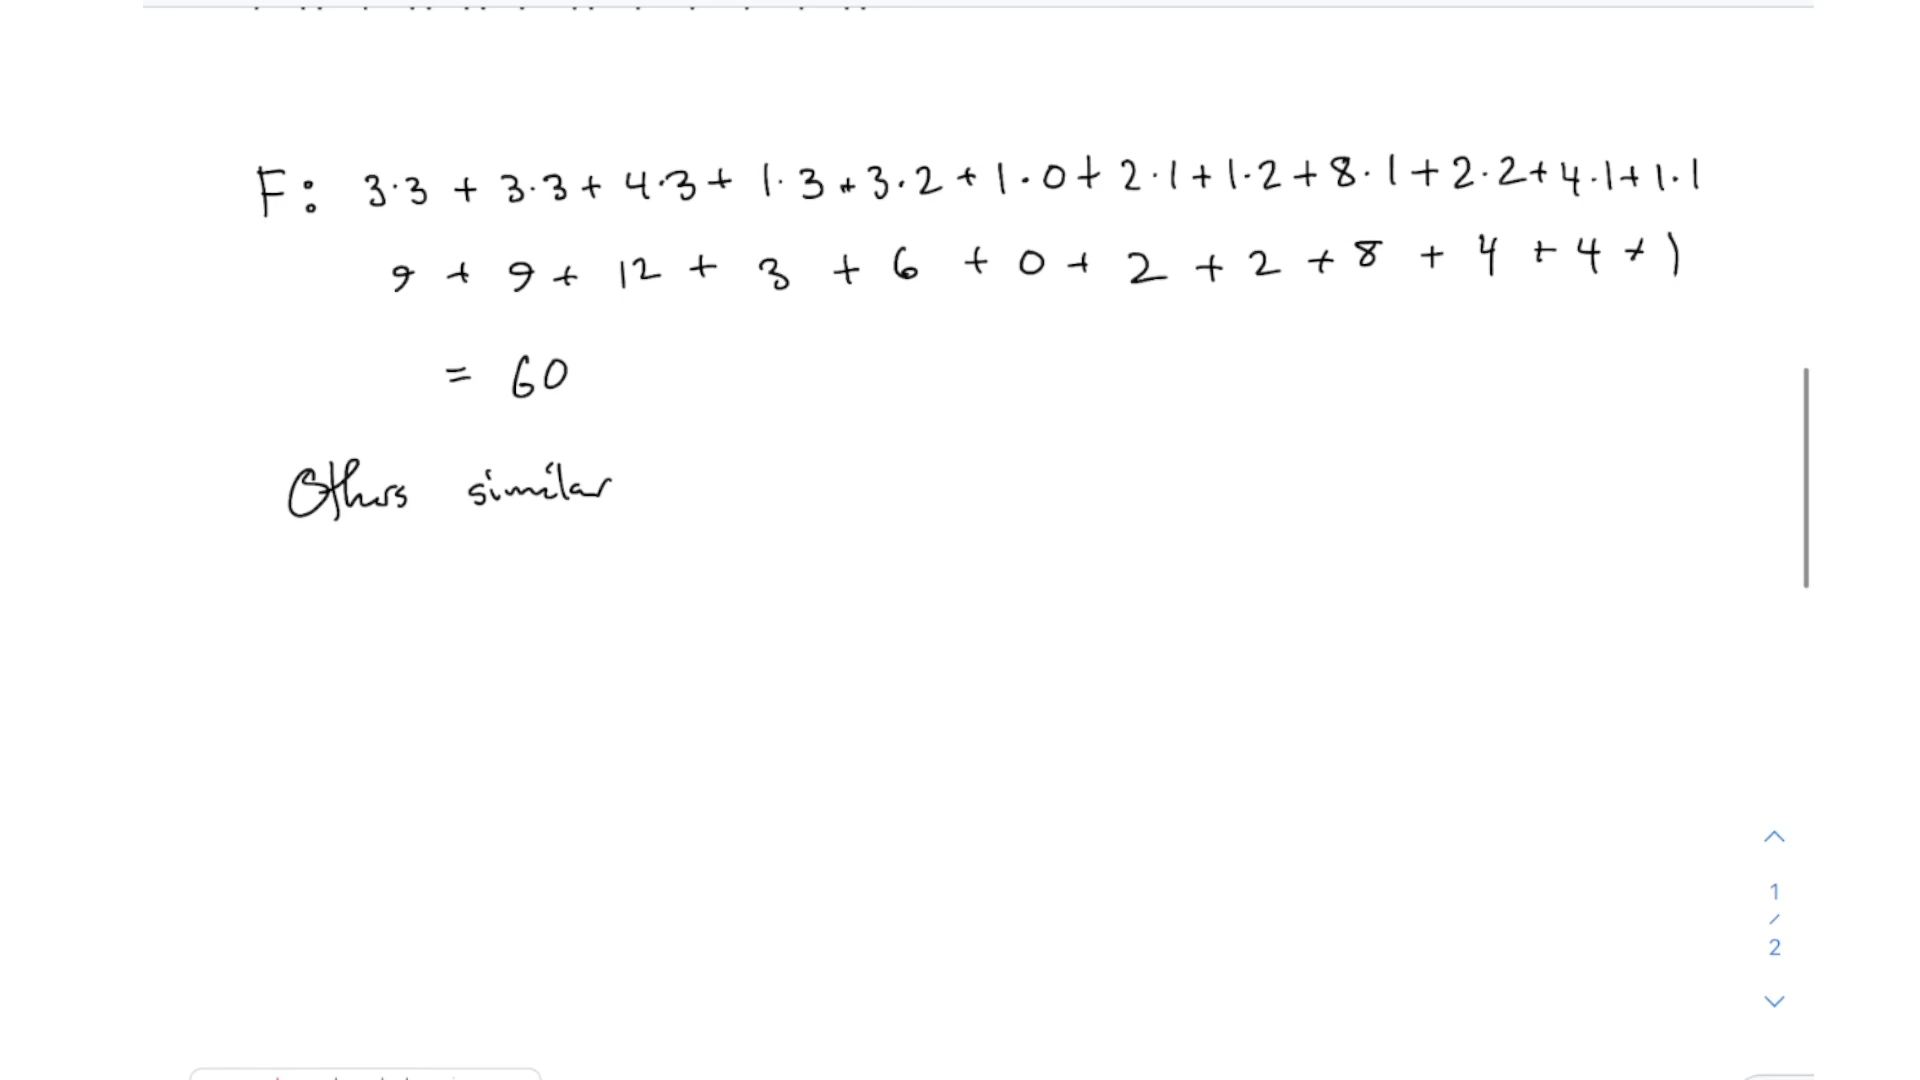 F: 3·3 + 3·3 + 4·3 + 1·3 + 3·2 + 1·0 + 2·1 + 1·2 + 8·1 + 2·2 + 4·1 + 1·1
9 + 9 + 12 + 3 + 6 + 0 + 2 + 2 + 8 + 4 + 4 + 1
= 60
Others similar
1
/
2